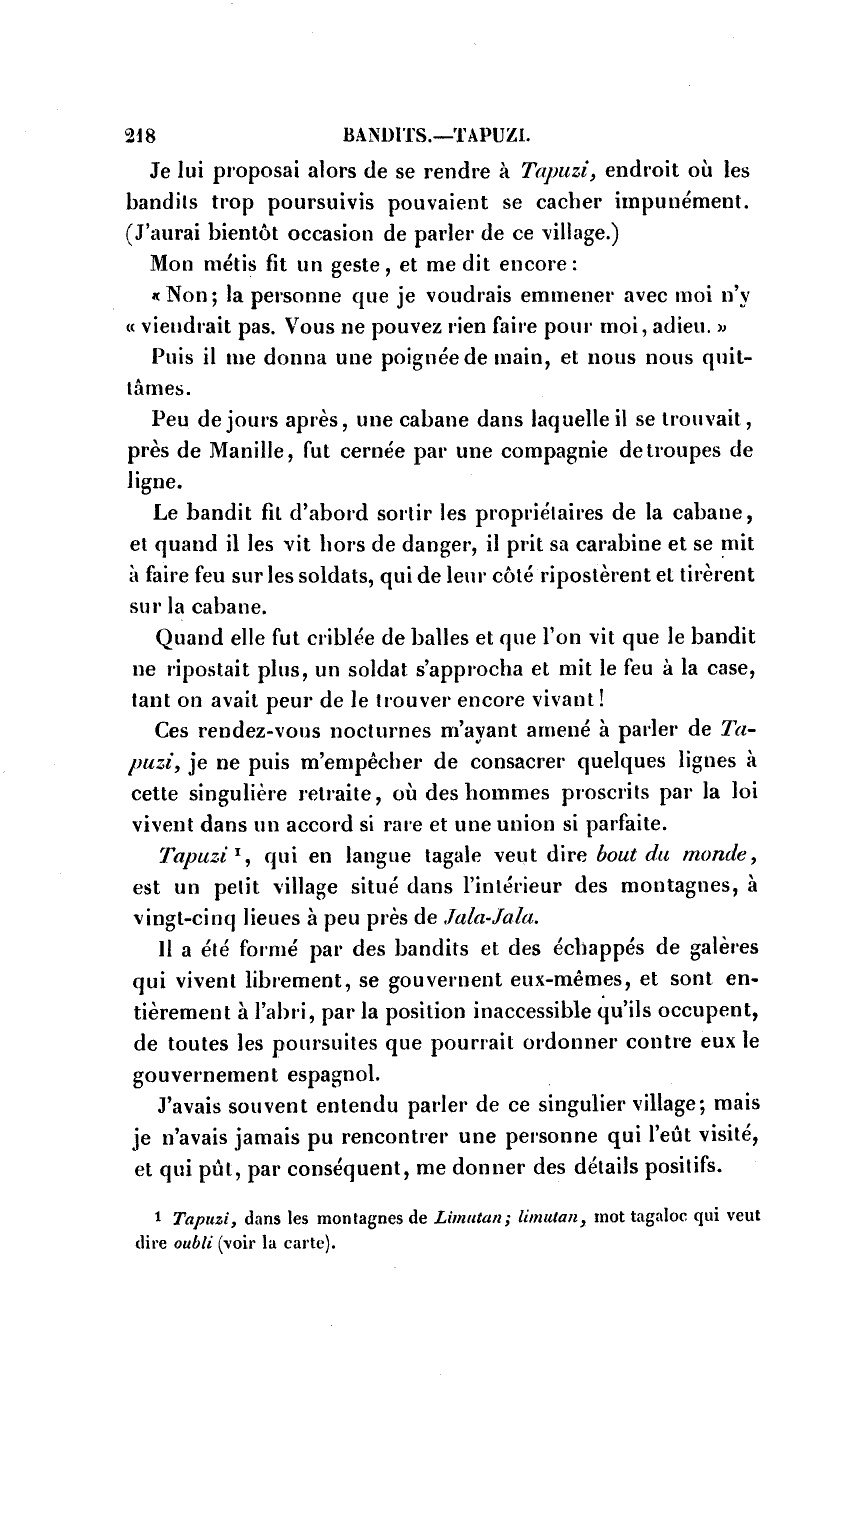 218 BANDITS.—TAPUZI.
Je lui proposai alors de se rendre à Tapuzi, endroit où les
bandits trop poursuivis pouvaient se cacher impunément.
(J'aurai bientôt occasion de parler de ce village.)
Mon métis fit un geste, et me dit encore :
« Non; la personne que je voudrais emmener avec moi n'y
« viendrait pas. Vous ne pouvez rien faire pour moi, adieu. »
Puis il me donna une poignée de main, et nous nous quit-
tâmes.
Peu de jours après, une cabane dans laquelle il se trouvait,
près de Manille, fut cernée par une compagnie de troupes de
ligne.
Le bandit fit d'abord sortir les propriétaires de la cabane,
et quand il les vit hors de danger, il prit sa carabine et se mit
à faire feu sur les soldats, qui de leur côté ripostèrent et tirèrent
sur la cabane.
Quand elle fut criblée de balles et que l'on vit que le bandit
ne ripostait plus, un soldat s'approcha et mit le feu à la case,
tant on avait peur de le trouver encore vivant!
Ces rendez-vous nocturnes m'ayant amené à parler de Ta-
puzi, je ne puis m'empêcher de consacrer quelques lignes à
cette singulière retraite, où des hommes proscrits par la loi
vivent dans un accord si rare et une union si parfaite.
Tapuzi 1, qui en langue tagale veut dire bout du monde,
est un petit village situé dans l'intérieur des montagnes, à
vingt-cinq lieues à peu près de Jala-Jala.
Il a été formé par des bandits et des échappés de galères
qui vivent librement, se gouvernent eux-mêmes, et sont en-
tièrement à l'abri, par la position inaccessible qu'ils occupent,
de toutes les poursuites que pourrait ordonner contre eux le
gouvernement espagnol.
J'avais souvent entendu parler de ce singulier village; mais
je n'avais jamais pu rencontrer une personne qui l'eût visité,
et qui pût, par conséquent, me donner des détails positifs.
1 Tapuzi, dans les montagnes de Limutan; limutan, mot tagaloc qui veut
dire oubli (voir la carte).